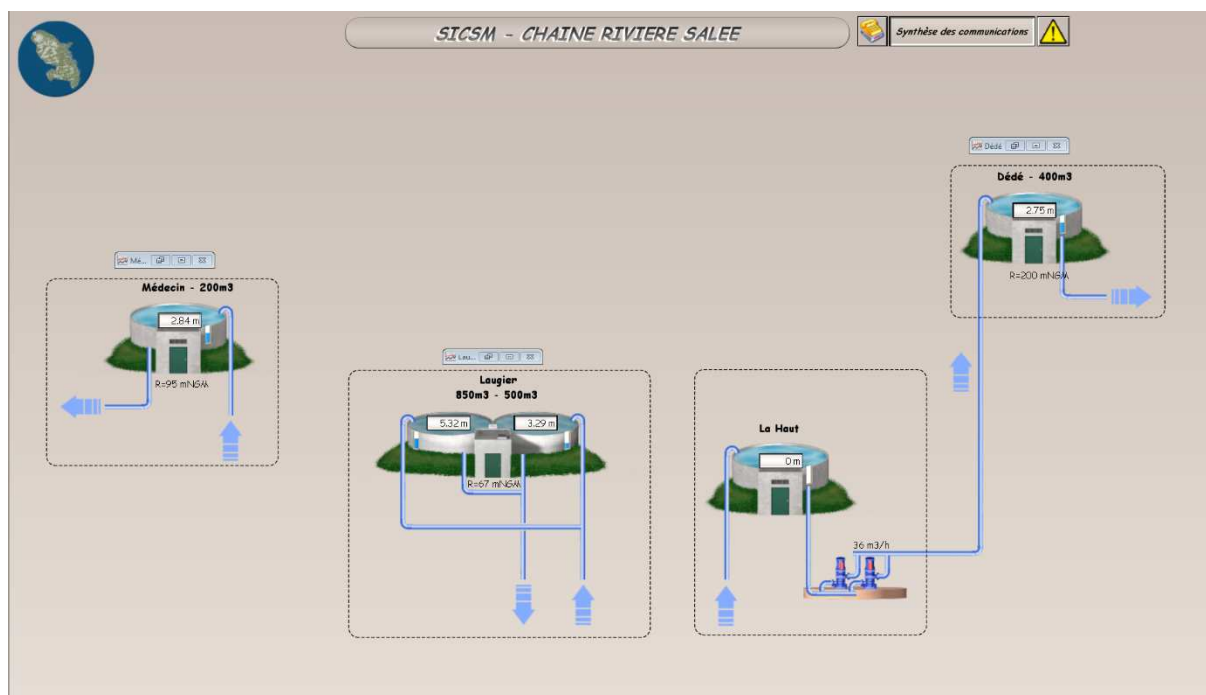 SICSM - CHAINE RIVIERE SALEE
Synthèse des communications
Dédé
Dédé - 400m3
2.75 m
R=200 mNGM
Mé...
Médecin - 200m3
2.84 m
R=95 mNGM
Lau...
Laugier
850m3 - 500m3
5.32 m
3.29 m
R=67 mNGM
La Haut
0 m
36 m3/h